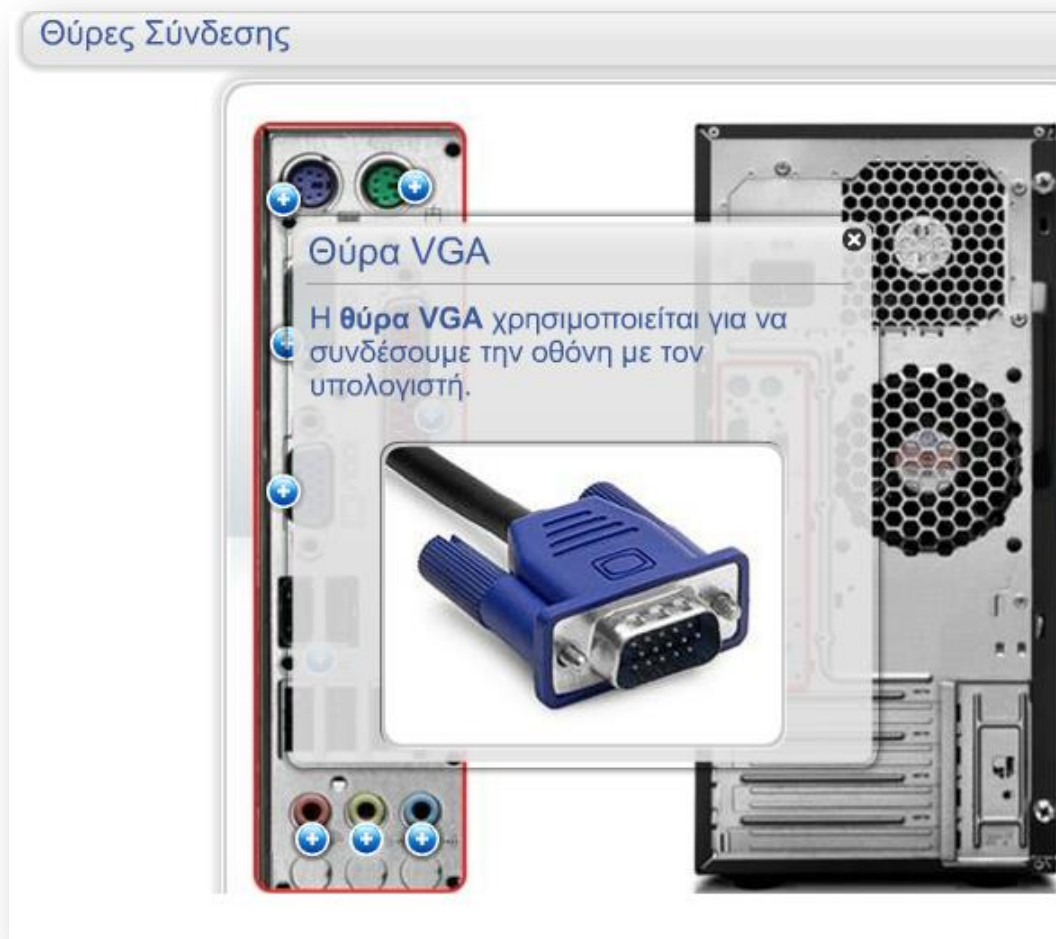 Θύρες Σύνδεσης
Θύρα VGA
Η θύρα VGA χρησιμοποιείται για να
συνδέσουμε την οθόνη με τον
υπολογιστή.